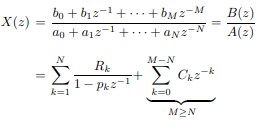 X(z) = \frac{b_0 + b_1 z^{-1} + \cdots + b_M z^{-M}}{a_0 + a_1 z^{-1} + \cdots + a_N z^{-N}} = \frac{B(z)}{A(z)}
= \sum_{k=1}^{N} \frac{R_k}{1 - p_k z^{-1}} + \underbrace{\sum_{k=0}^{M-N} C_k z^{-k}}_{M \geq N}